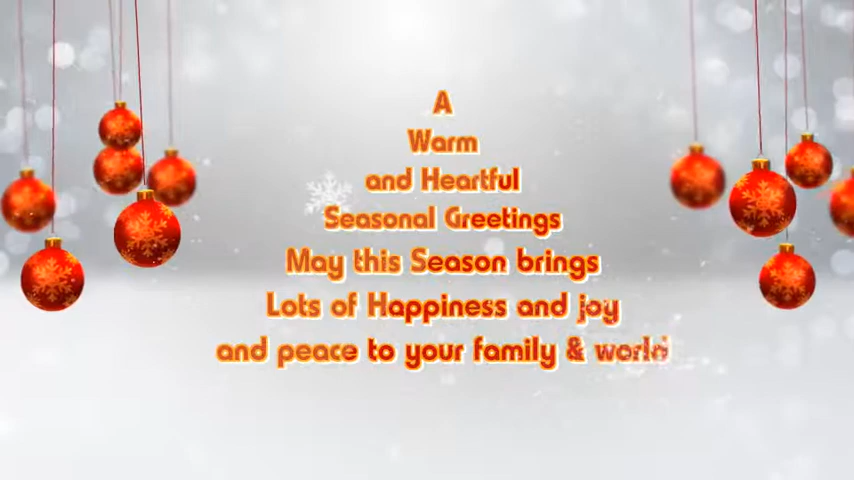 A
Warm
and Heartful
Seasonal Greetings
May this Season brings
Lots of Happiness and joy
and peace to your family & world